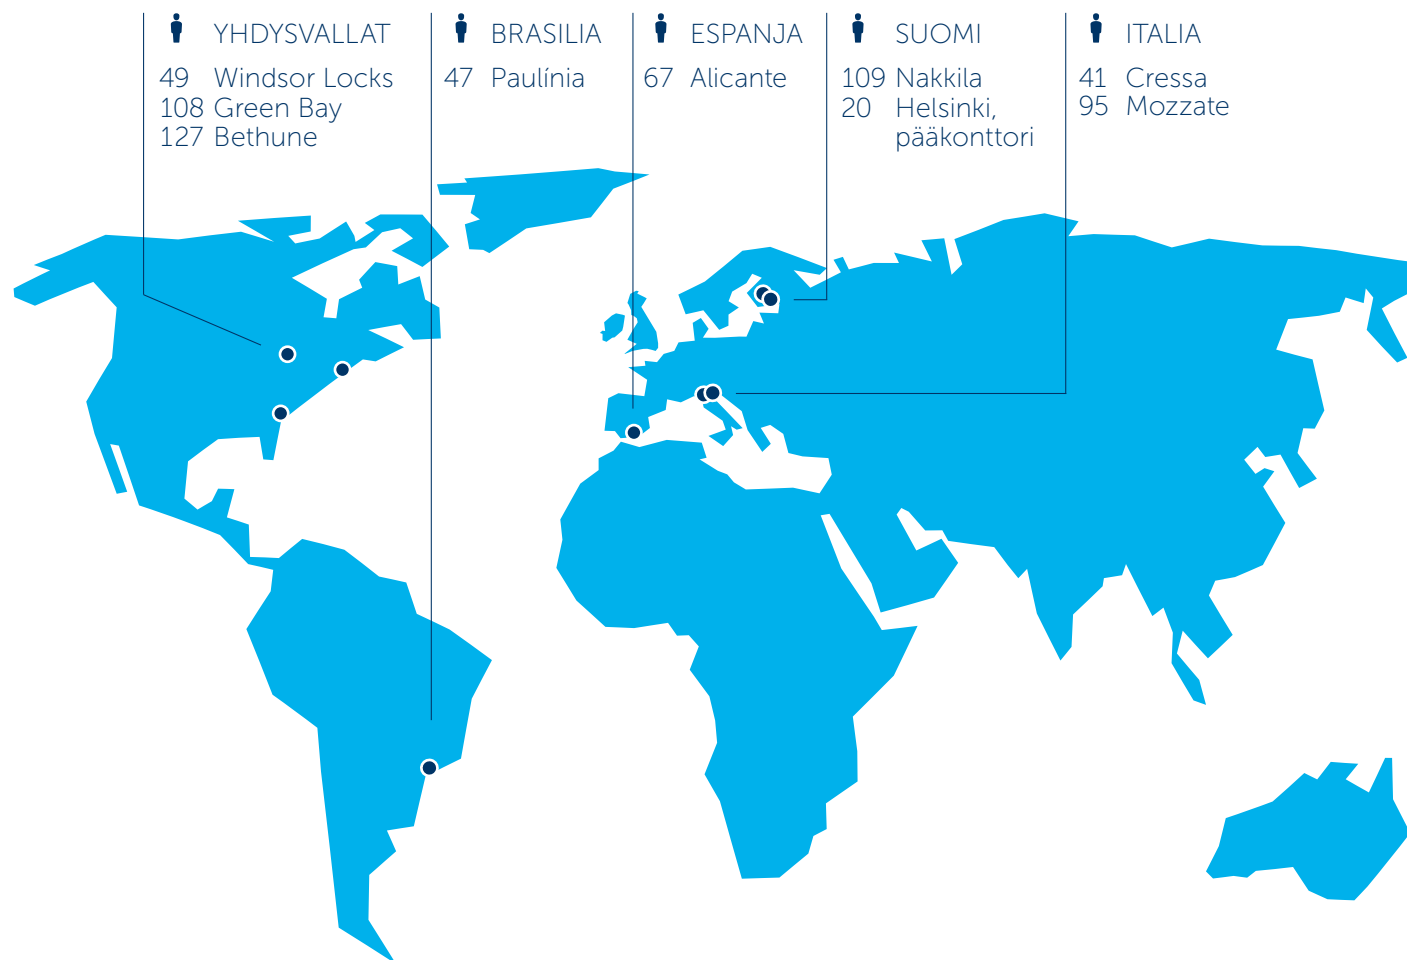 YHDYSVALLAT
49 Windsor Locks
108 Green Bay
127 Bethune
BRASILIA
47 Paulínia
ESPANJA
67 Alicante
SUOMI
109 Nakkila
20 Helsinki,
pääkonttori
ITALIA
41 Cressa
95 Mozzate